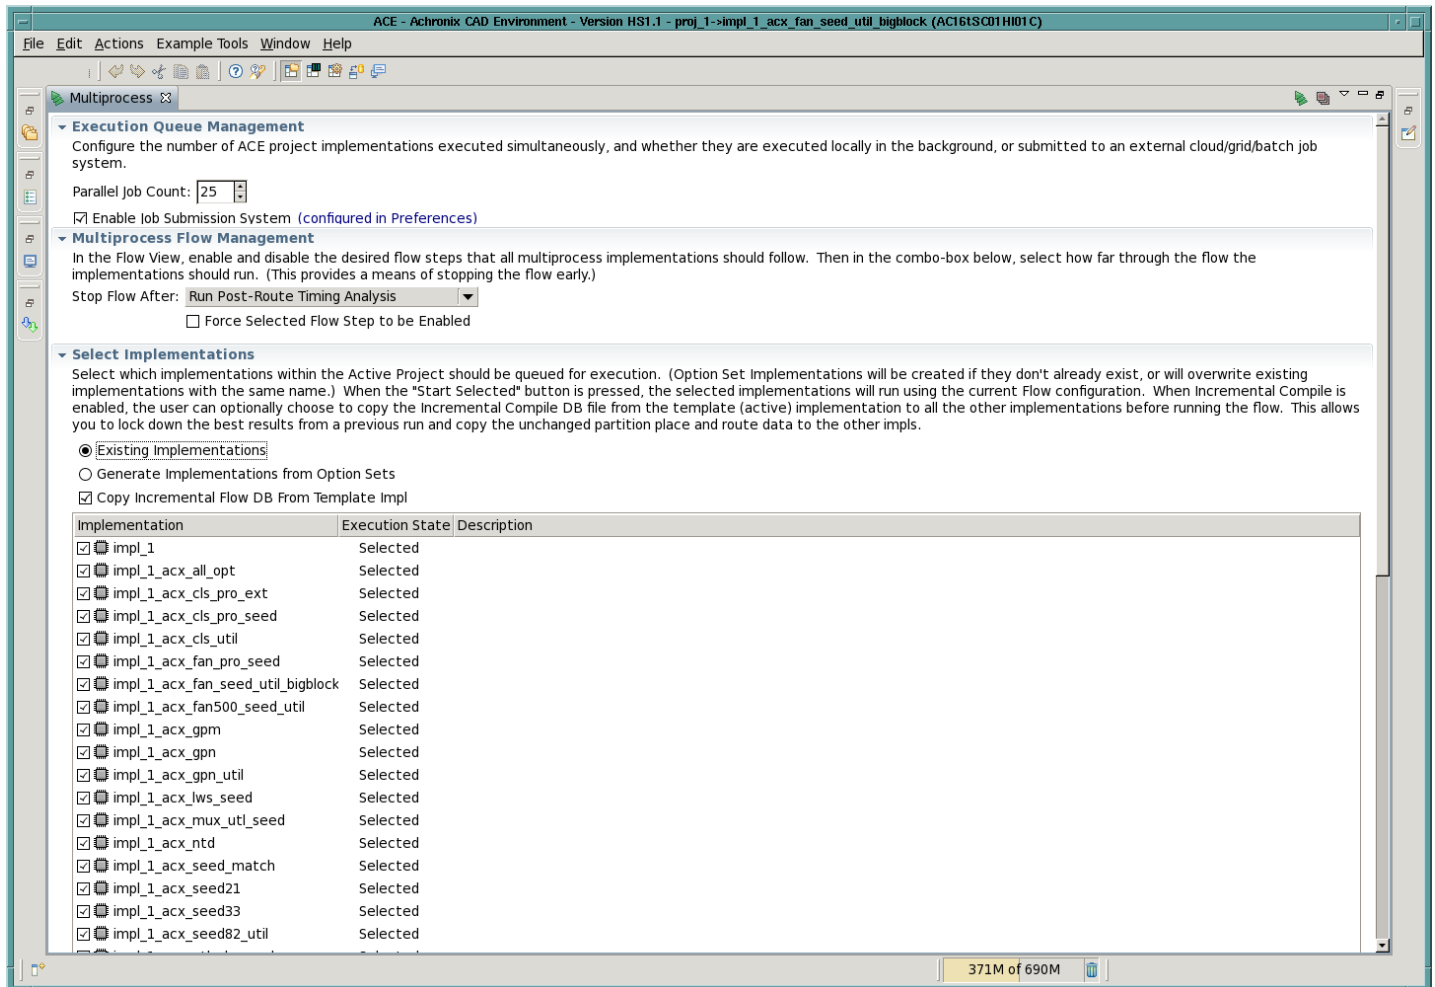 ACE - Achronix CAD Environment - Version HS1.1 - proj_1->impl_1_acx_fan_seed_util_bigblock (AC16tSC01HI01C)
File Edit Actions Example Tools Window Help
Multiprocess
Execution Queue Management
Configure the number of ACE project implementations executed simultaneously, and whether they are executed locally in the background, or submitted to an external cloud/grid/batch job
system.
Parallel Job Count: 25
Enable Job Submission System (configured in Preferences)
Multiprocess Flow Management
In the Flow View, enable and disable the desired flow steps that all multiprocess implementations should follow. Then in the combo-box below, select how far through the flow the
implementations should run. (This provides a means of stopping the flow early.)
Stop Flow After: Run Post-Route Timing Analysis
Force Selected Flow Step to be Enabled
Select Implementations
Select which implementations within the Active Project should be queued for execution. (Option Set Implementations will be created if they don't already exist, or will overwrite existing
implementations with the same name.) When the "Start Selected" button is pressed, the selected implementations will run using the current Flow configuration. When Incremental Compile is
enabled, the user can optionally choose to copy the Incremental Compile DB file from the template (active) implementation to all the other implementations before running the flow. This allows
you to lock down the best results from a previous run and copy the unchanged partition place and route data to the other impls.
Existing Implementations
Generate Implementations from Option Sets
Copy Incremental Flow DB From Template Impl
Implementation Execution State Description
impl_1 Selected
impl_1_acx_all_opt Selected
impl_1_acx_cls_pro_ext Selected
impl_1_acx_cls_pro_seed Selected
impl_1_acx_cls_util Selected
impl_1_acx_fan_pro_seed Selected
impl_1_acx_fan_seed_util_bigblock Selected
impl_1_acx_fan500_seed_util Selected
impl_1_acx_gpm Selected
impl_1_acx_gpn Selected
impl_1_acx_gpn_util Selected
impl_1_acx_lws_seed Selected
impl_1_acx_mux_utl_seed Selected
impl_1_acx_ntd Selected
impl_1_acx_seed_match Selected
impl_1_acx_seed21 Selected
impl_1_acx_seed33 Selected
impl_1_acx_seed82_util Selected
371M of 690M